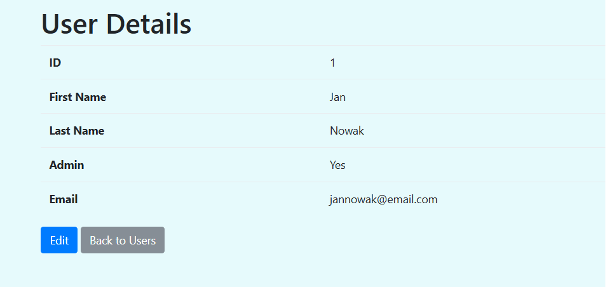 User Details
ID 1
First Name Jan
Last Name Nowak
Admin Yes
Email jannowak@email.com
Edit Back to Users